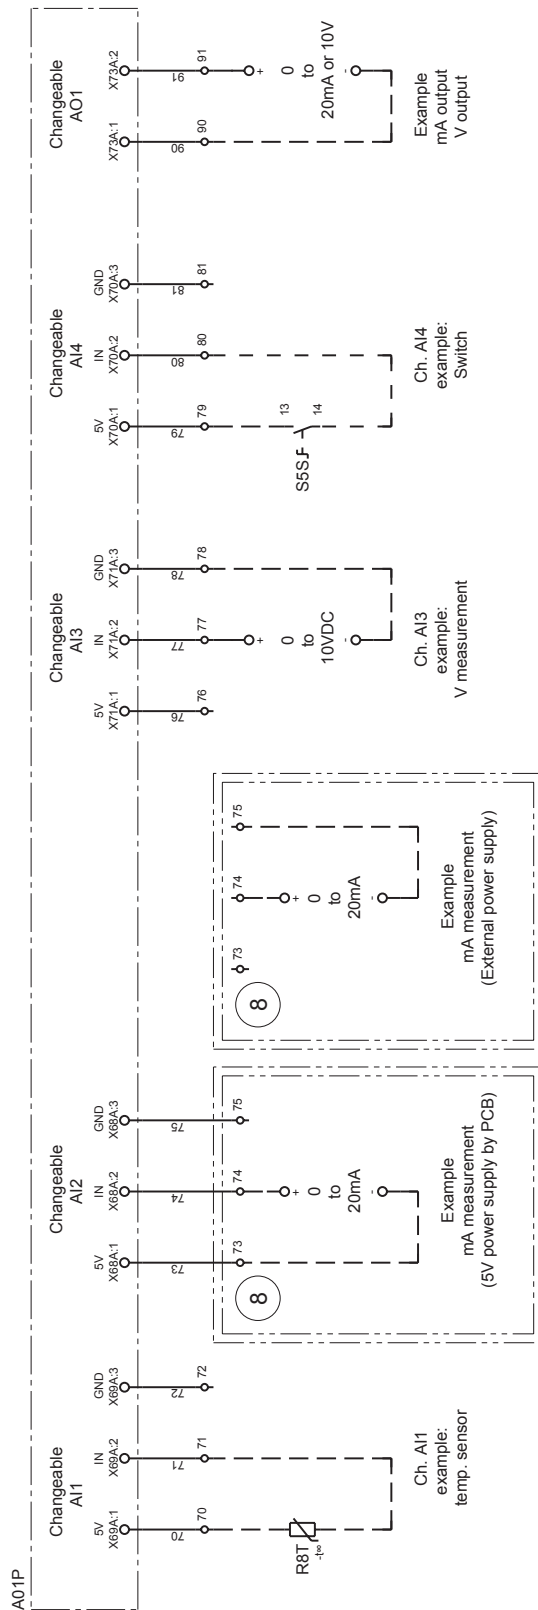 A01P
Changeable
AI1
5V
IN
GND
X69A:1
X69A:2
X69A:3
70
71
72
70
71
72
R8T
-t°
Ch. AI1
example:
temp. sensor
Changeable
AI2
5V
IN
GND
X68A:1
X68A:2
X68A:3
73
74
75
8
73
74
75
+
0
to
20mA
-
Example
mA measurement
(5V power supply by PCB)
8
73
74
75
+
0
to
20mA
-
Example
mA measurement
(External power supply)
Changeable
AI3
5V
IN
GND
X71A:1
X71A:2
X71A:3
76
77
78
76
77
78
+
0
to
10VDC
-
Ch. AI3
example:
V measurement
Changeable
AI4
5V
IN
GND
X70A:1
X70A:2
X70A:3
79
80
81
79
80
81
S5S
13
14
Ch. AI4
example:
Switch
Changeable
AO1
X73A:1
X73A:2
90
91
90
91
+
0
to
20mA or 10V
-
Example
mA output
V output